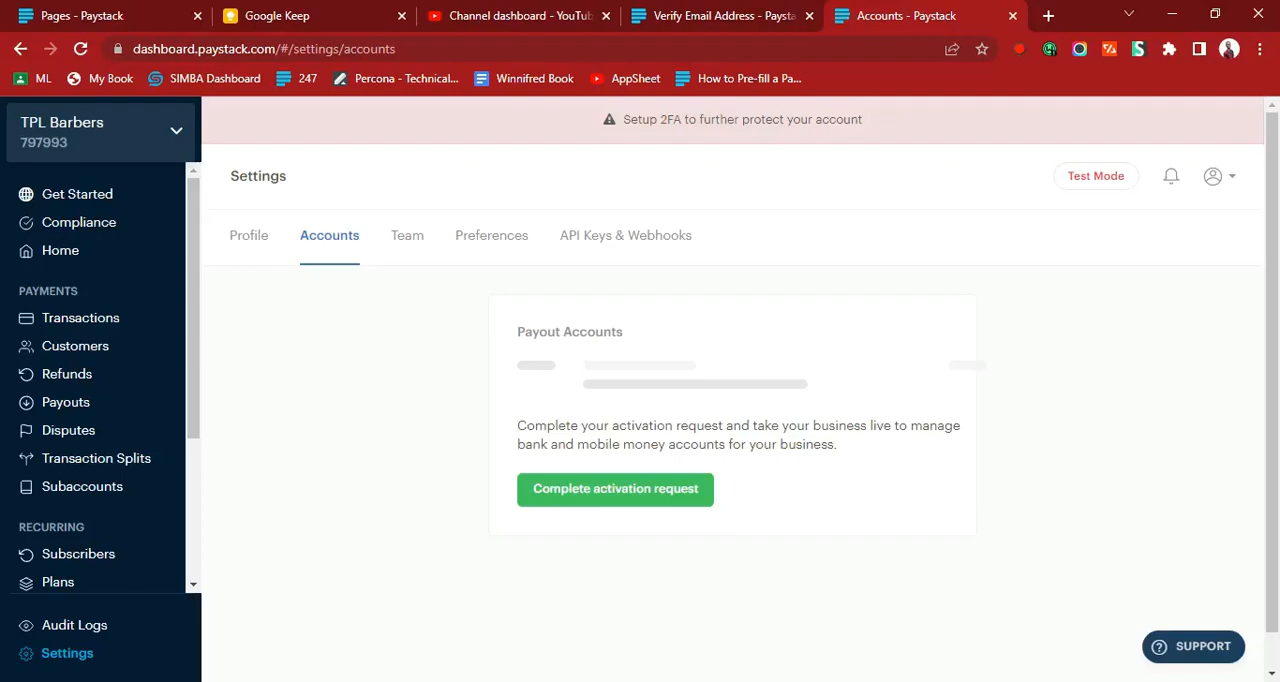 Pages - Paystack
Google Keep
Channel dashboard - YouTub
Verify Email Address - Paysta
Accounts - Paystack
dashboard.paystack.com/#/settings/accounts
ML
My Book
SIMBA Dashboard
247
Percona - Technical...
Winnifred Book
AppSheet
How to Pre-fill a Pa...
TPL Barbers
797993
Setup 2FA to further protect your account
Settings
Test Mode
Get Started
Compliance
Home
PAYMENTS
Transactions
Customers
Refunds
Payouts
Disputes
Transaction Splits
Subaccounts
RECURRING
Subscribers
Plans
Audit Logs
Settings
Profile
Accounts
Team
Preferences
API Keys & Webhooks
Payout Accounts
Complete your activation request and take your business live to manage
bank and mobile money accounts for your business.
Complete activation request
SUPPORT